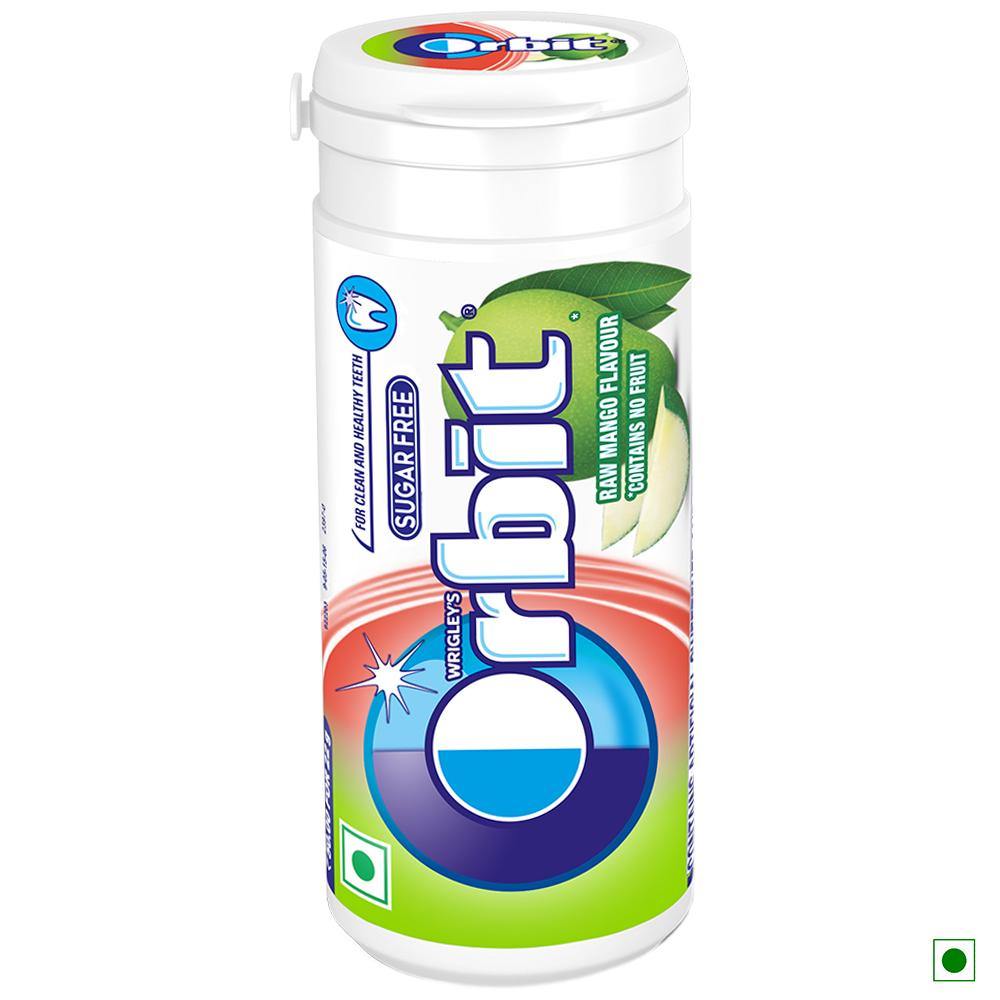 Orbit
FOR CLEAN AND HEALTHY TEETH
SUGAR FREE
WRIGLEY'S
Orbit®*
RAW MANGO FLAVOUR
*CONTAINS NO FRUIT